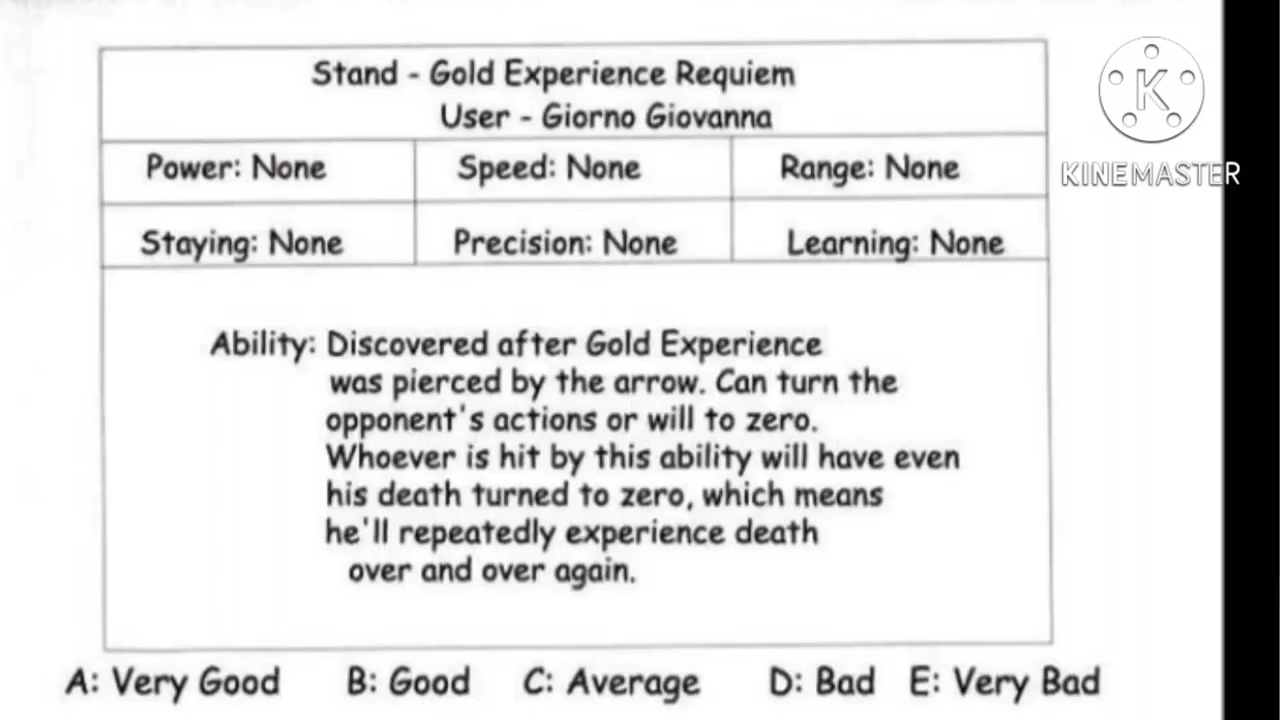 Stand - Gold Experience Requiem
User - Giorno Giovanna
Power: None Speed: None Range: None
Staying: None Precision: None Learning: None
Ability: Discovered after Gold Experience
was pierced by the arrow. Can turn the
opponent's actions or will to zero.
Whoever is hit by this ability will have even
his death turned to zero, which means
he'll repeatedly experience death
over and over again.
A: Very Good B: Good C: Average D: Bad E: Very Bad
K
KINEMASTER